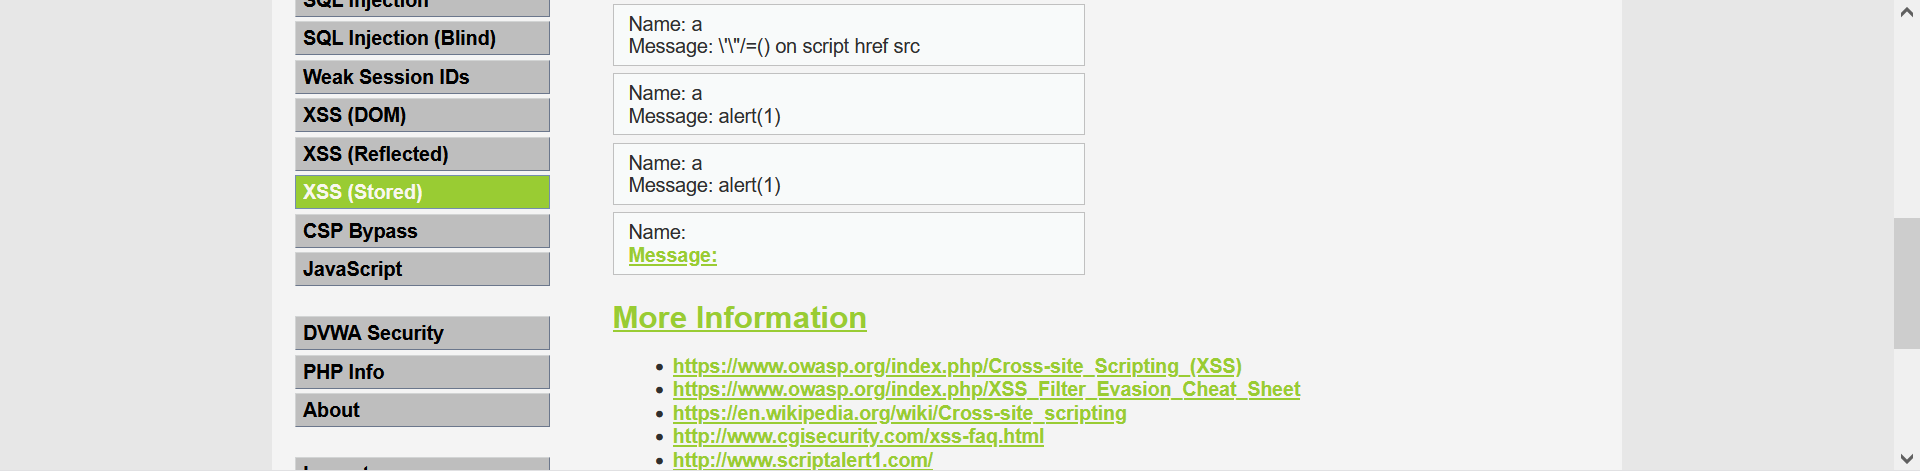 SQL Injection
SQL Injection (Blind)
Weak Session IDs
XSS (DOM)
XSS (Reflected)
XSS (Stored)
CSP Bypass
JavaScript
DVWA Security
PHP Info
About
Name: a
Message: \'\"/=() on script href src
Name: a
Message: alert(1)
Name: a
Message: alert(1)
Name:
Message:
More Information
https://www.owasp.org/index.php/Cross-site_Scripting_(XSS)
https://www.owasp.org/index.php/XSS_Filter_Evasion_Cheat_Sheet
https://en.wikipedia.org/wiki/Cross-site_scripting
http://www.cgisecurity.com/xss-faq.html
http://www.scriptalert1.com/